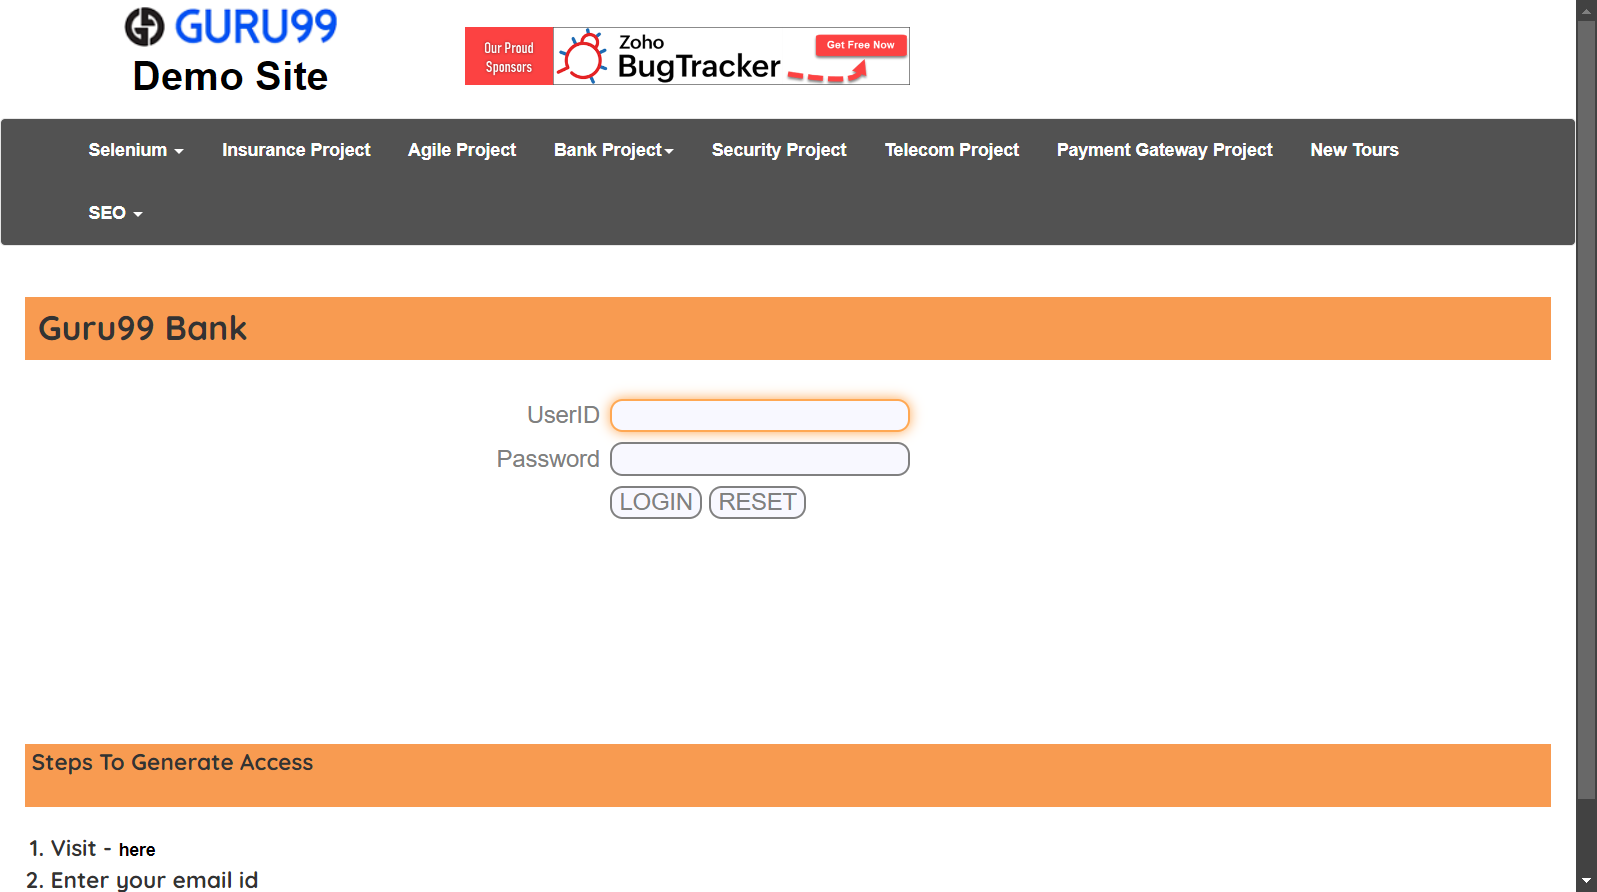 GURU99
Demo Site
Our Proud
Sponsors
Zoho
BugTracker
Get Free Now
Selenium Insurance Project Agile Project Bank Project Security Project Telecom Project Payment Gateway Project New Tours
SEO
Guru99 Bank
UserID
Password
LOGIN RESET
Steps To Generate Access
1. Visit - here
2. Enter your email id